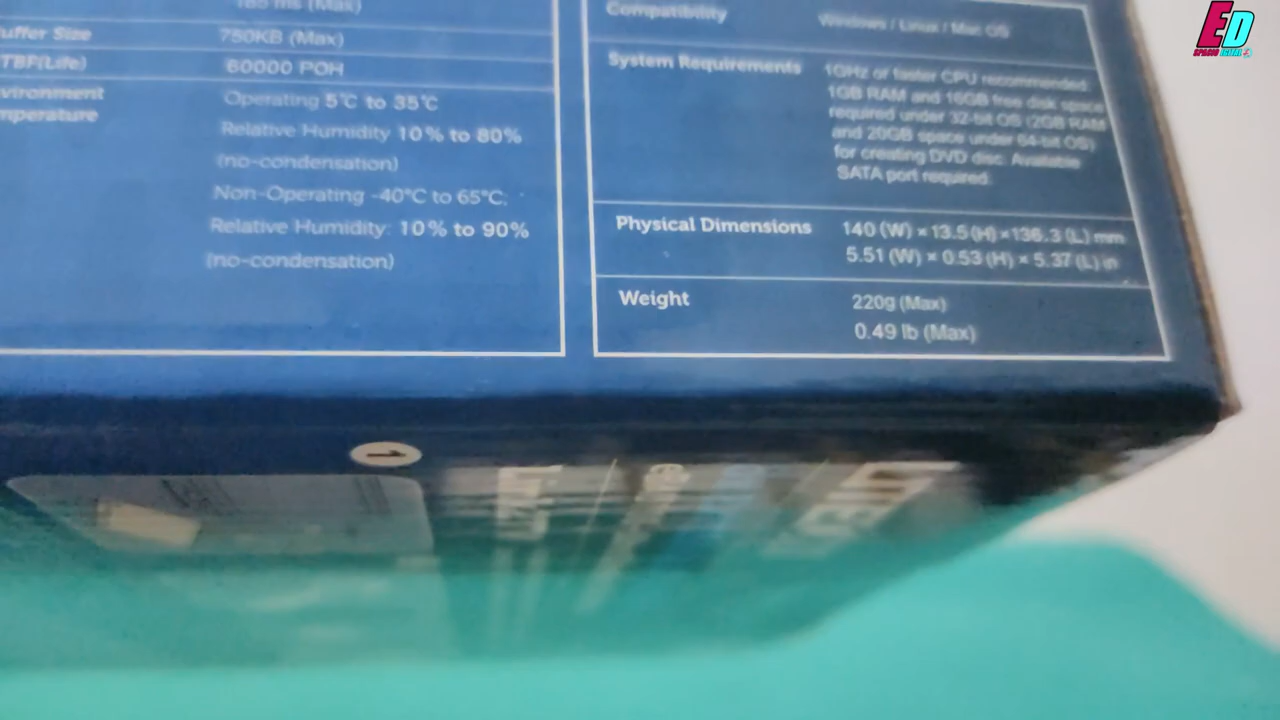 185 ms (Max)
uffer Size
750KB (Max)
TBF(Life)
60000 POH
vironment
mperature
Operating 5°C to 35°C
Relative Humidity 10% to 80%
(no-condensation)
Non-Operating -40°C to 65°C;
Relative Humidity: 10% to 90%
(no-condensation)
Compatibility
Windows / Linux / Mac OS
System Requirements
1GHz or faster CPU recommended.
1GB RAM and 16GB free disk space
required under 32-bit OS (2GB RAM
and 20GB space under 64-bit OS)
for creating DVD disc. Available
SATA port required.
Physical Dimensions
140 (W) × 13.5 (H) × 136.3 (L) mm
5.51 (W) × 0.53 (H) × 5.37 (L) in
Weight
220g (Max)
0.49 lb (Max)
1
ED